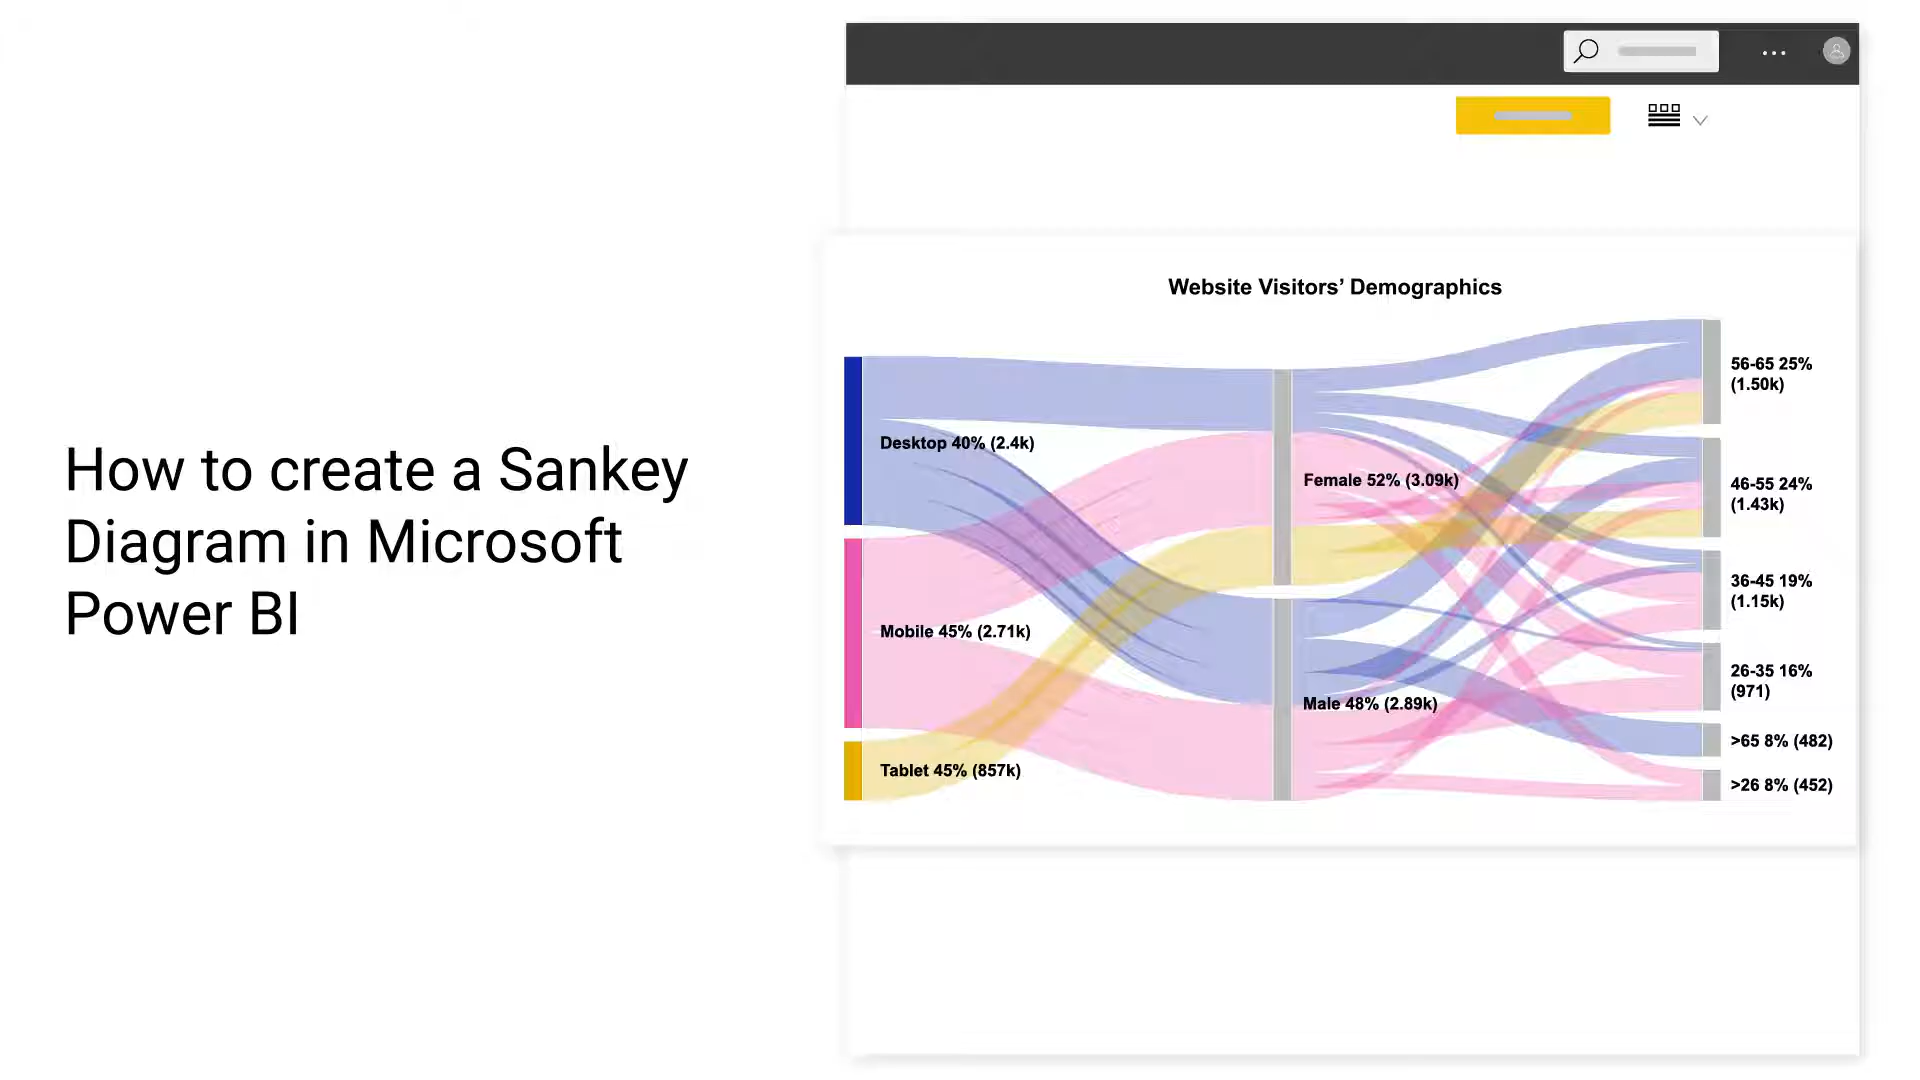 How to create a Sankey
Diagram in Microsoft
Power BI
Website Visitors’ Demographics
Desktop 40% (2.4k)
Mobile 45% (2.71k)
Tablet 45% (857k)
Female 52% (3.09k)
Male 48% (2.89k)
56-65 25%
(1.50k)
46-55 24%
(1.43k)
36-45 19%
(1.15k)
26-35 16%
(971)
>65 8% (482)
>26 8% (452)